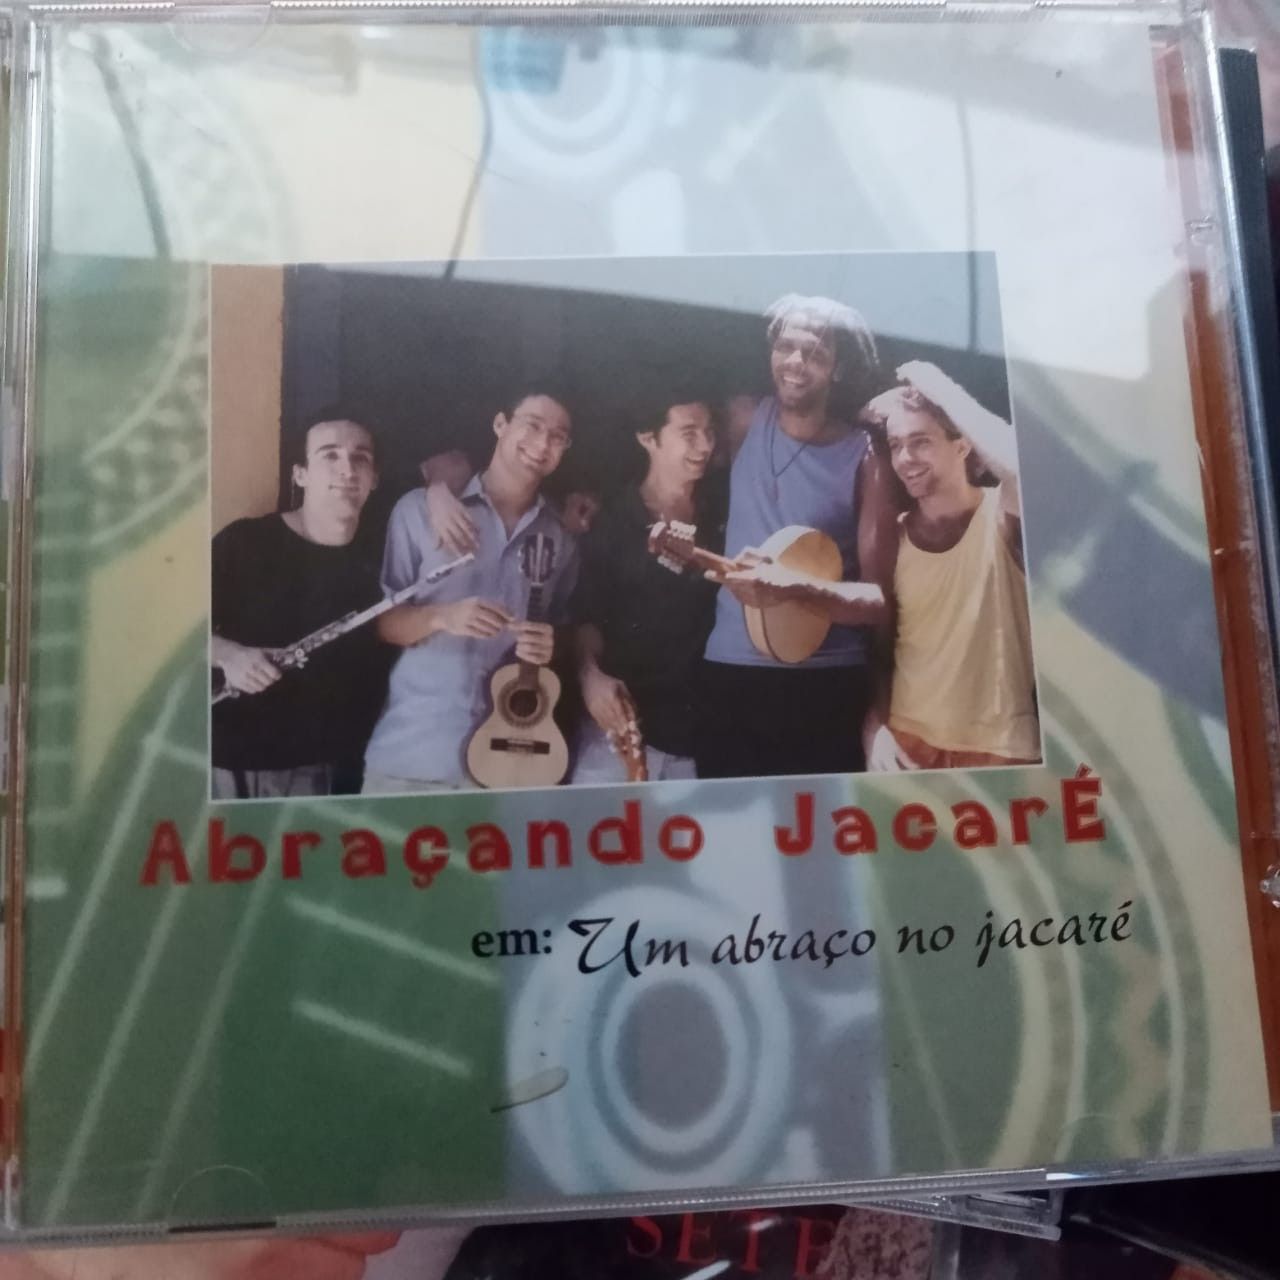 Abraçando JacarÉ
em: Um abraço no jacaré
SETE